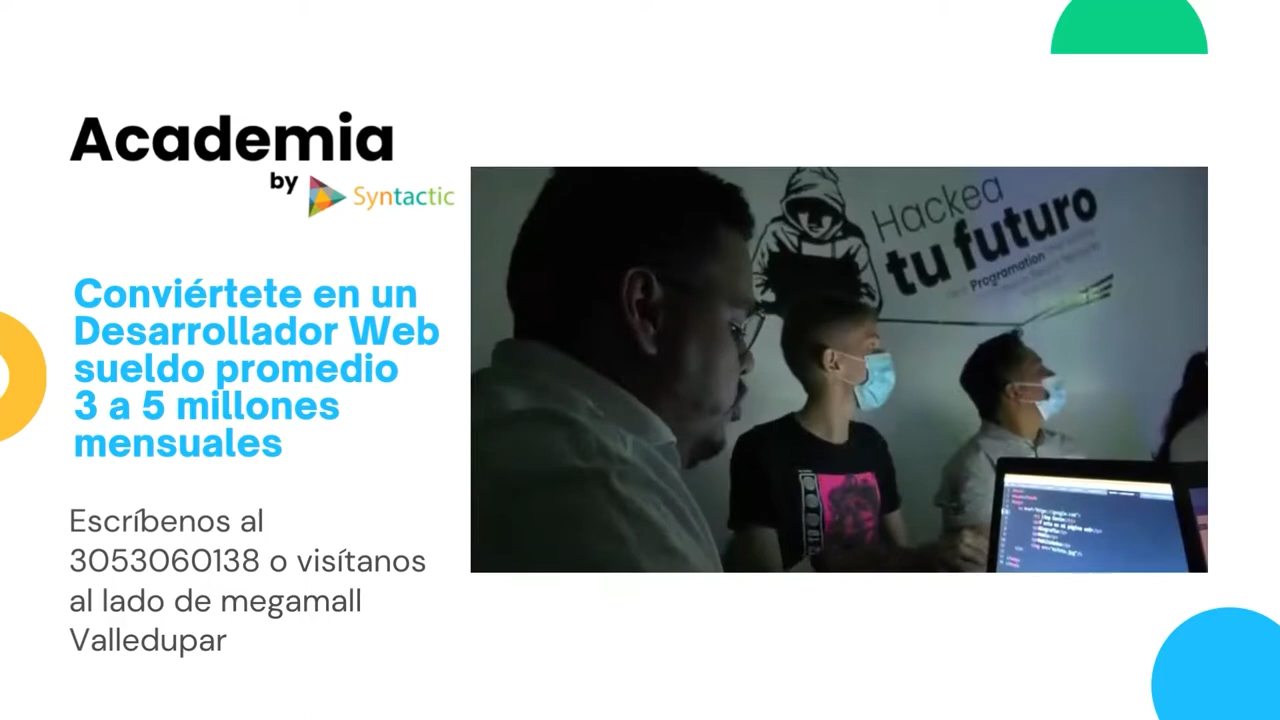 Academia
by Syntactic
Conviértete en un
Desarrollador Web
sueldo promedio
3 a 5 millones
mensuales
Escríbenos al
3053060138 o visítanos
al lado de megamall
Valledupar
Hackea
tu futuro
Programation